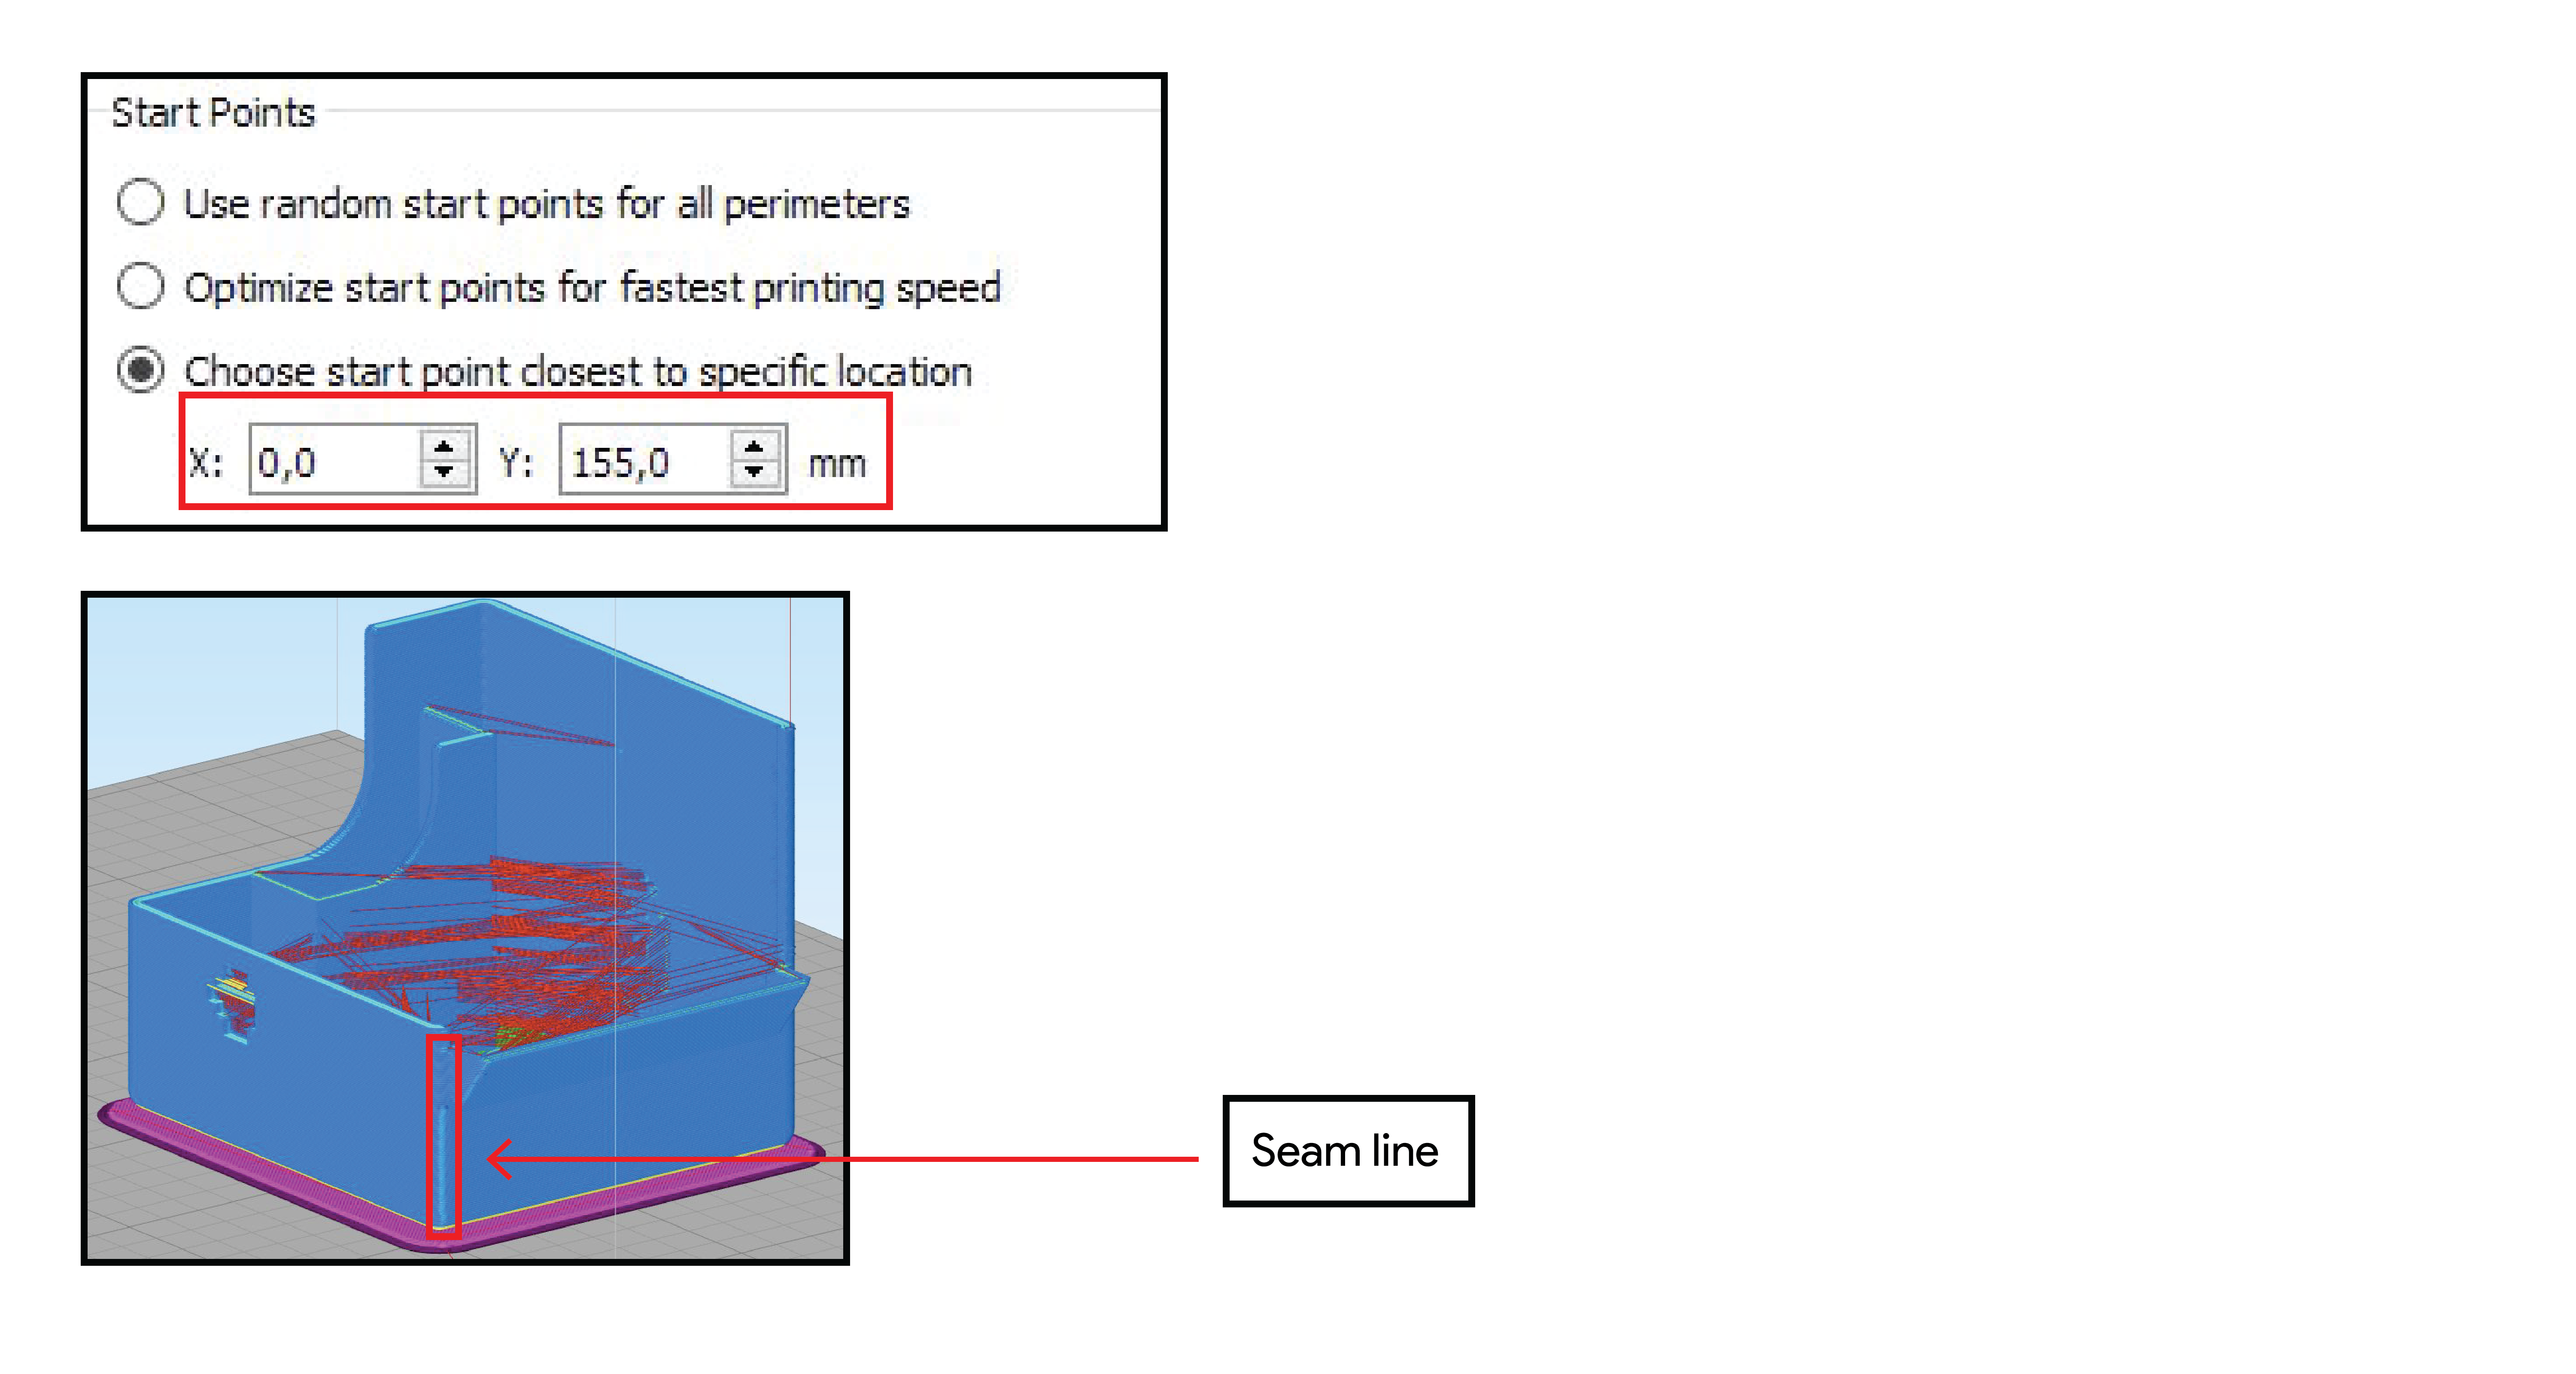 Start Points
Use random start points for all perimeters
Optimize start points for fastest printing speed
Choose start point closest to specific location
X: 0,0 Y: 155,0 mm
Seam line